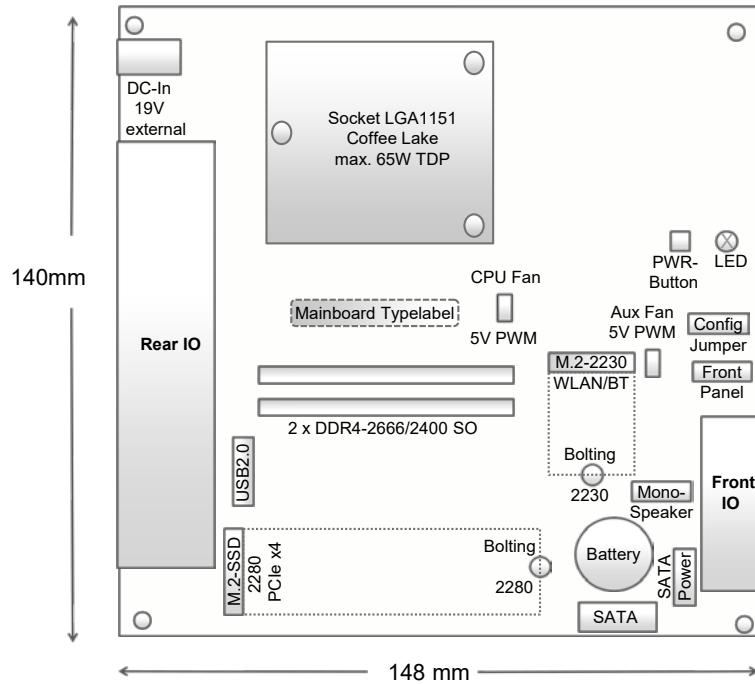 DC-In
19V
external
Socket LGA1151
Coffee Lake
max. 65W TDP
140mm
PWR-
Button
LED
CPU Fan
5V PWM
Mainboard Typelabel
Aux Fan
5V PWM
Config
Jumper
Rear IO
M.2-2230
WLAN/BT
Front
Panel
2 x DDR4-2666/2400 SO
USB2.0
Bolting
2230
Mono-
Speaker
Front
IO
M.2-SSD
2280
PCIe x4
Bolting
2280
Battery
SATA
Power
SATA
148 mm